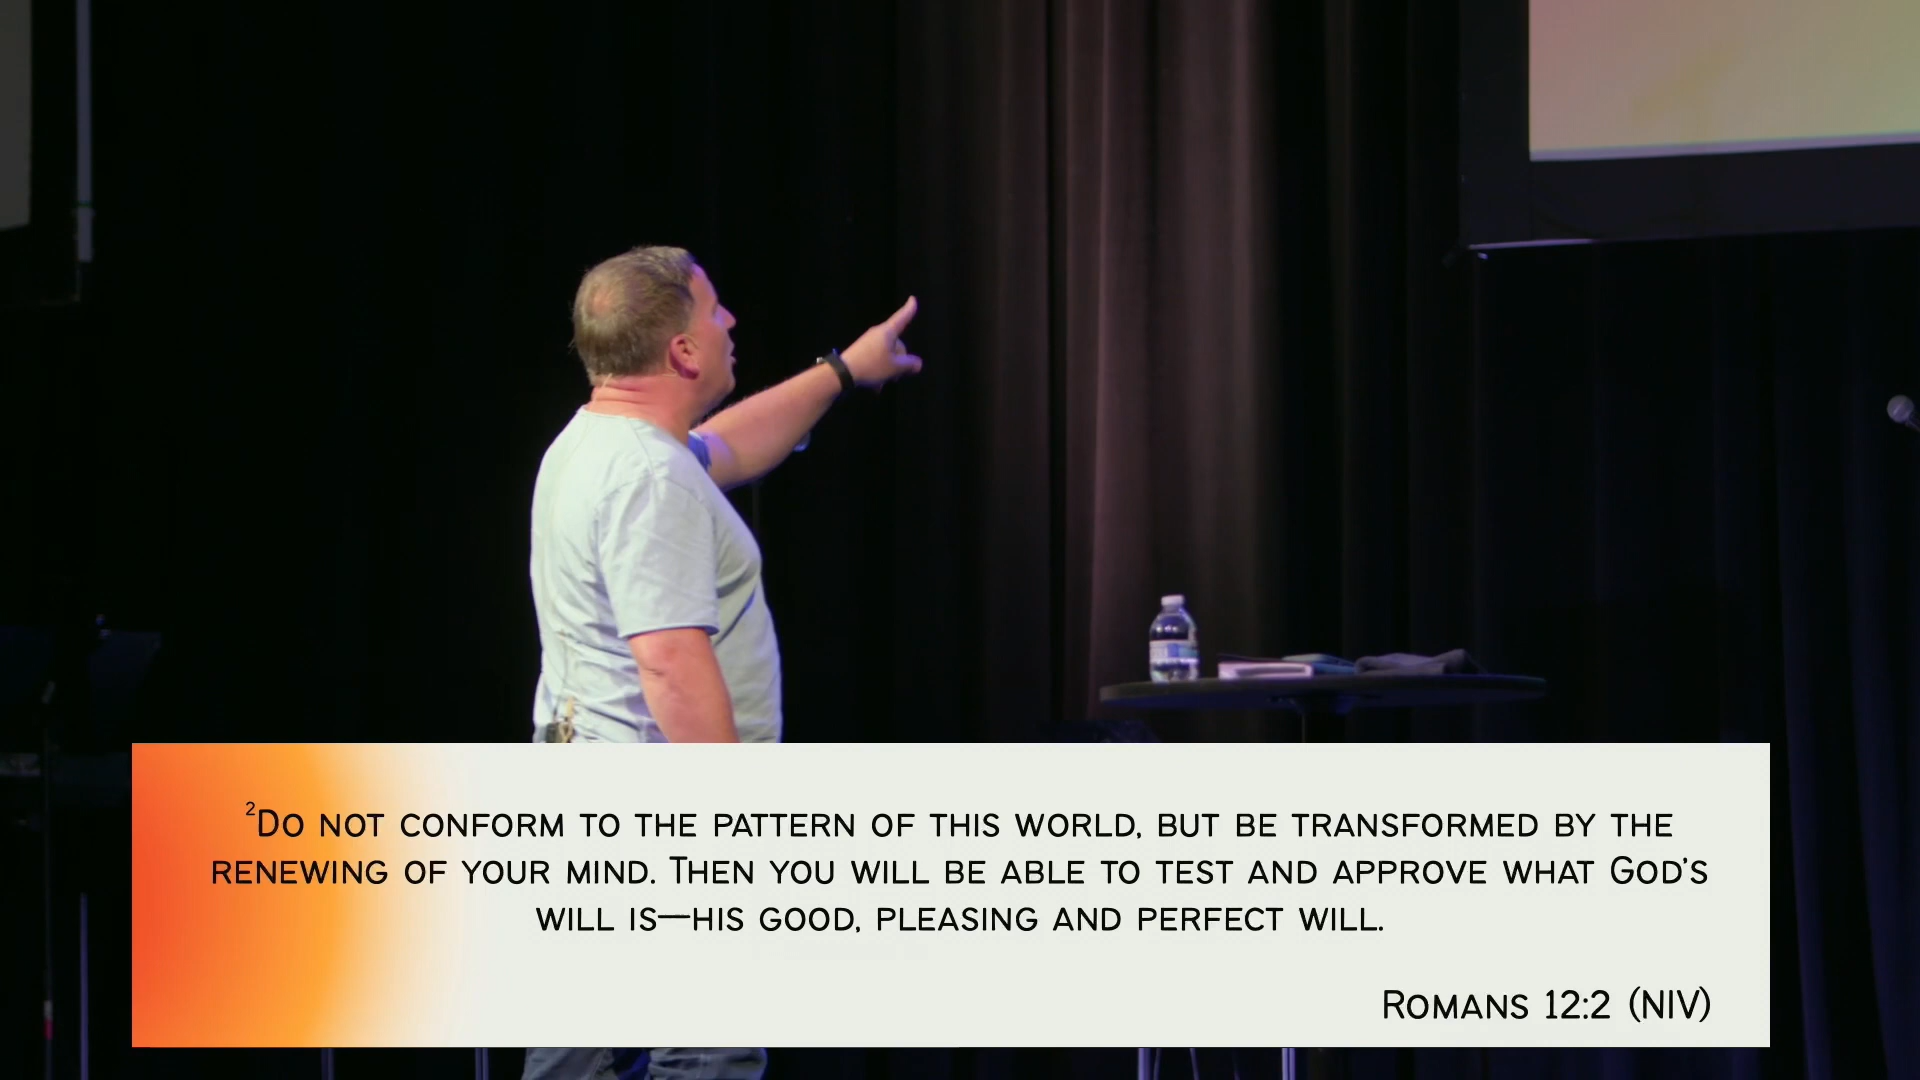 ²Do not conform to the pattern of this world, but be transformed by the
renewing of your mind. Then you will be able to test and approve what God's
will is—his good, pleasing and perfect will.
Romans 12:2 (NIV)